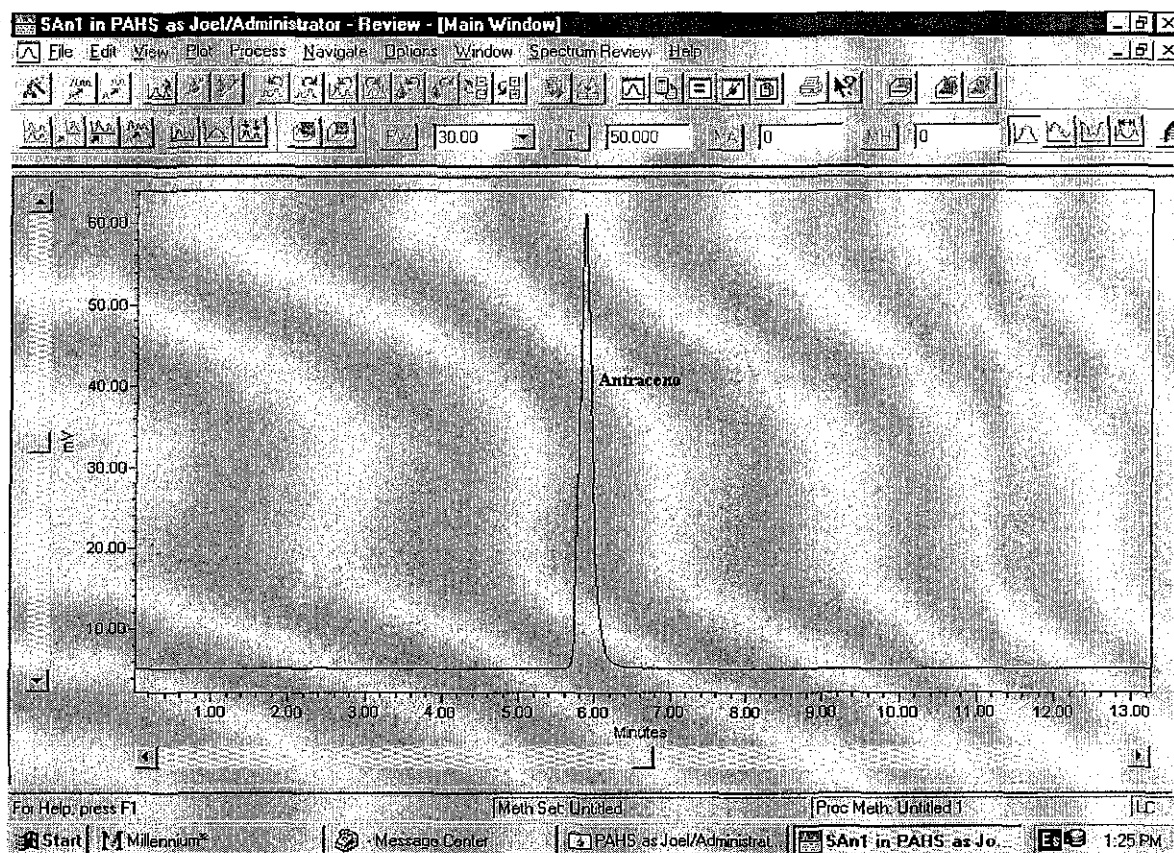 SAn1 in PAHS as Joel/Administrator - Review - [Main Window]
File Edit View Plot Process Navigate Options Window Spectrum Review Help
PW 30.00 T 50.000 MA 0 MH 0
60.00
50.00
Antraceno
40.00
mV
30.00
20.00
10.00
1.00 2.00 3.00 4.00 5.00 6.00 7.00 8.00 9.00 10.00 11.00 12.00 13.00
Minutes
For Help, press F1 Meth Set: Untitled Proc Meth: Untitled 1 LC
Start Millennium* - Message Center PAHS as Joel/Administrat... SAn1 in PAHS as Jo... Es 1:25 PM